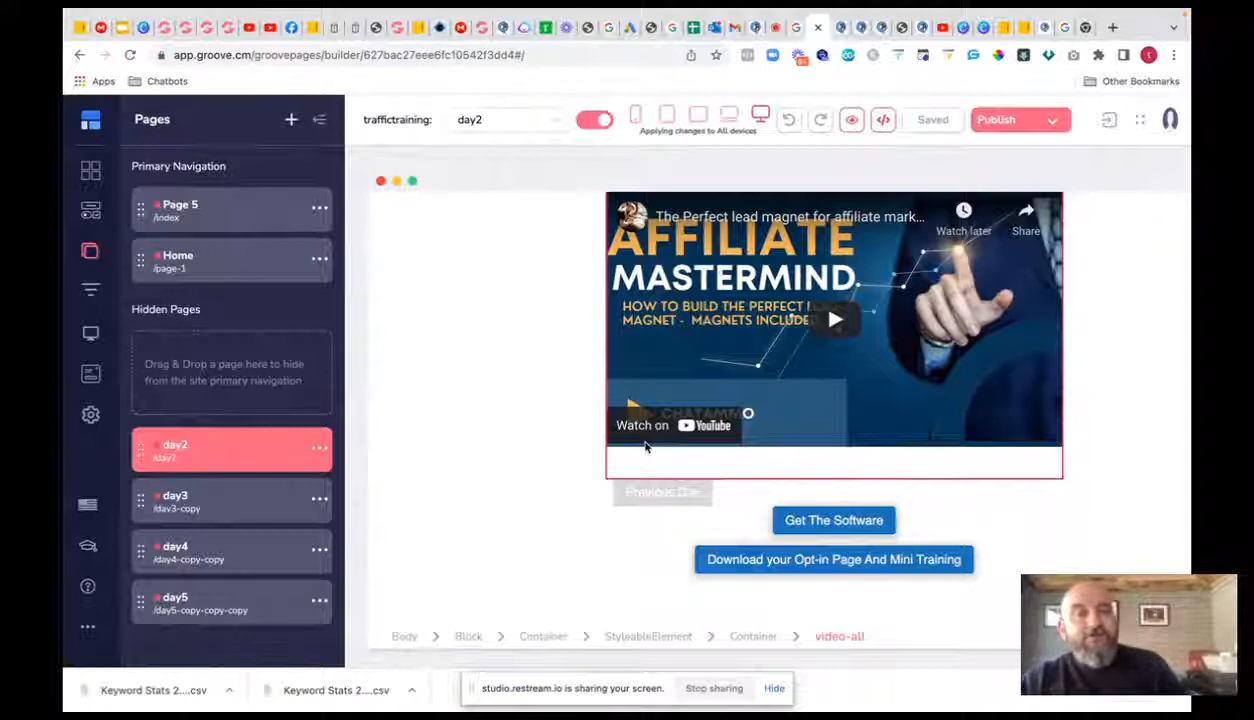 app.groove.cm/groovepages/builder/627bac27eee6fc10542f3dd4#/
Apps
Chatbots
Other Bookmarks
Pages
traffictraining:
day2
Applying changes to All devices
Saved
Publish
Primary Navigation
Page 5
/index
Home
/page-1
Hidden Pages
Drag & Drop a page here to hide
from the site primary navigation
day2
/day2
day3
/day3-copy
day4
/day4-copy-copy
day5
/day5-copy-copy-copy
The Perfect lead magnet for affiliate mark...
Watch later
Share
AFFILIATE
MASTERMIND
HOW TO BUILD THE PERFECT
MAGNET - MAGNETS INCLUDED
Watch on YouTube
Previous Day
Get The Software
Download your Opt-in Page And Mini Training
Body
Block
Container
StyleableElement
Container
video-all
Keyword Stats 2....csv
Keyword Stats 2....csv
studio.restream.io is sharing your screen.
Stop sharing
Hide